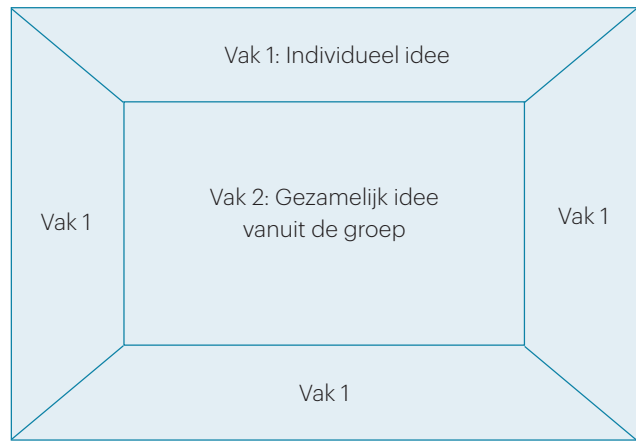 Vak 1: Individueel idee
Vak 1
Vak 2: Gezamelijk idee
vanuit de groep
Vak 1
Vak 1